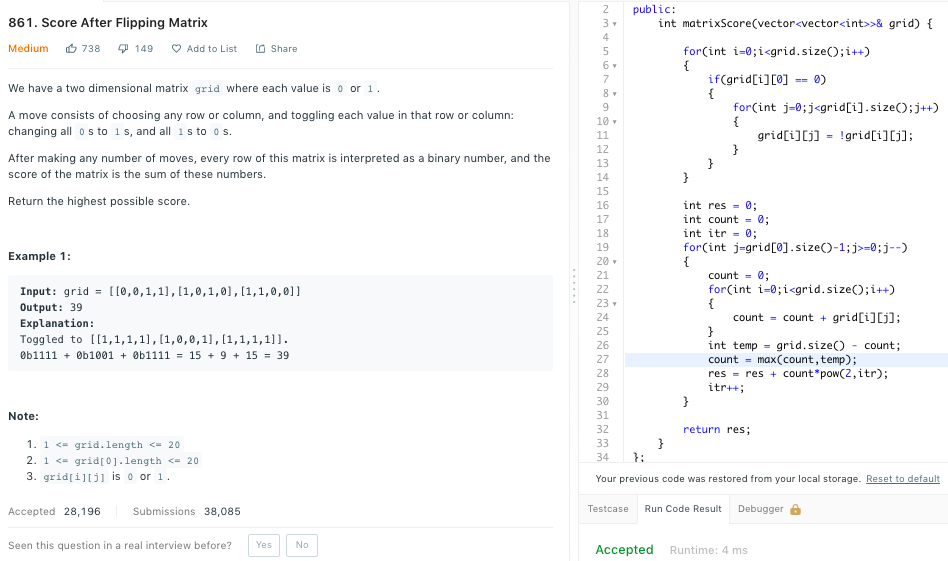 861. Score After Flipping Matrix
Medium 738 149 Add to List Share
We have a two dimensional matrix grid where each value is 0 or 1.
A move consists of choosing any row or column, and toggling each value in that row or column:
changing all 0 s to 1 s, and all 1 s to 0 s.
After making any number of moves, every row of this matrix is interpreted as a binary number, and the
score of the matrix is the sum of these numbers.
Return the highest possible score.
Example 1:
Input: grid = [[0,0,1,1],[1,0,1,0],[1,1,0,0]]
Output: 39
Explanation:
Toggled to [[1,1,1,1],[1,0,0,1],[1,1,1,1]].
0b1111 + 0b1001 + 0b1111 = 15 + 9 + 15 = 39
Note:
1. 1 <= grid.length <= 20
2. 1 <= grid[0].length <= 20
3. grid[i][j] is 0 or 1.
Accepted 28,196 Submissions 38,085
Seen this question in a real interview before? Yes No
2 public:
3 int matrixScore(vector<vector<int>>& grid) {
4
5 for(int i=0;i<grid.size();i++)
6 {
7 if(grid[i][0] == 0)
8 {
9 for(int j=0;j<grid[i].size();j++)
10 {
11 grid[i][j] = !grid[i][j];
12 }
13 }
14 }
15
16 int res = 0;
17 int count = 0;
18 int itr = 0;
19 for(int j=grid[0].size()-1;j>=0;j--)
20 {
21 count = 0;
22 for(int i=0;i<grid.size();i++)
23 {
24 count = count + grid[i][j];
25 }
26 int temp = grid.size() - count;
27 count = max(count,temp);
28 res = res + count*pow(2,itr);
29 itr++;
30 }
31
32 return res;
33 }
34 };
Your previous code was restored from your local storage. Reset to default
Testcase Run Code Result Debugger
Accepted Runtime: 4 ms